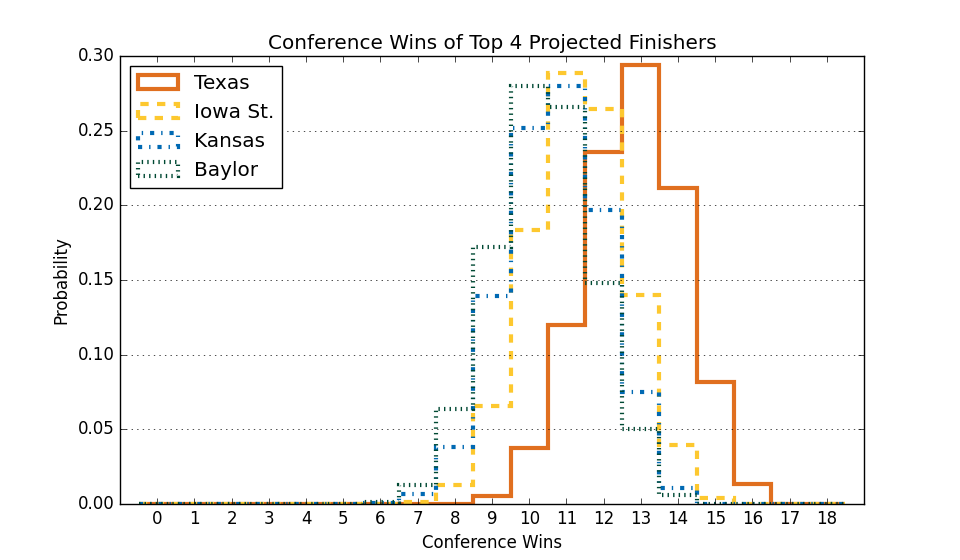 Conference Wins of Top 4 Projected Finishers
0.30
0.25
0.20
0.15
0.10
0.05
0.00
Probability
Texas
Iowa St.
Kansas
Baylor
0 1 2 3 4 5 6 7 8 9 10 11 12 13 14 15 16 17 18
Conference Wins